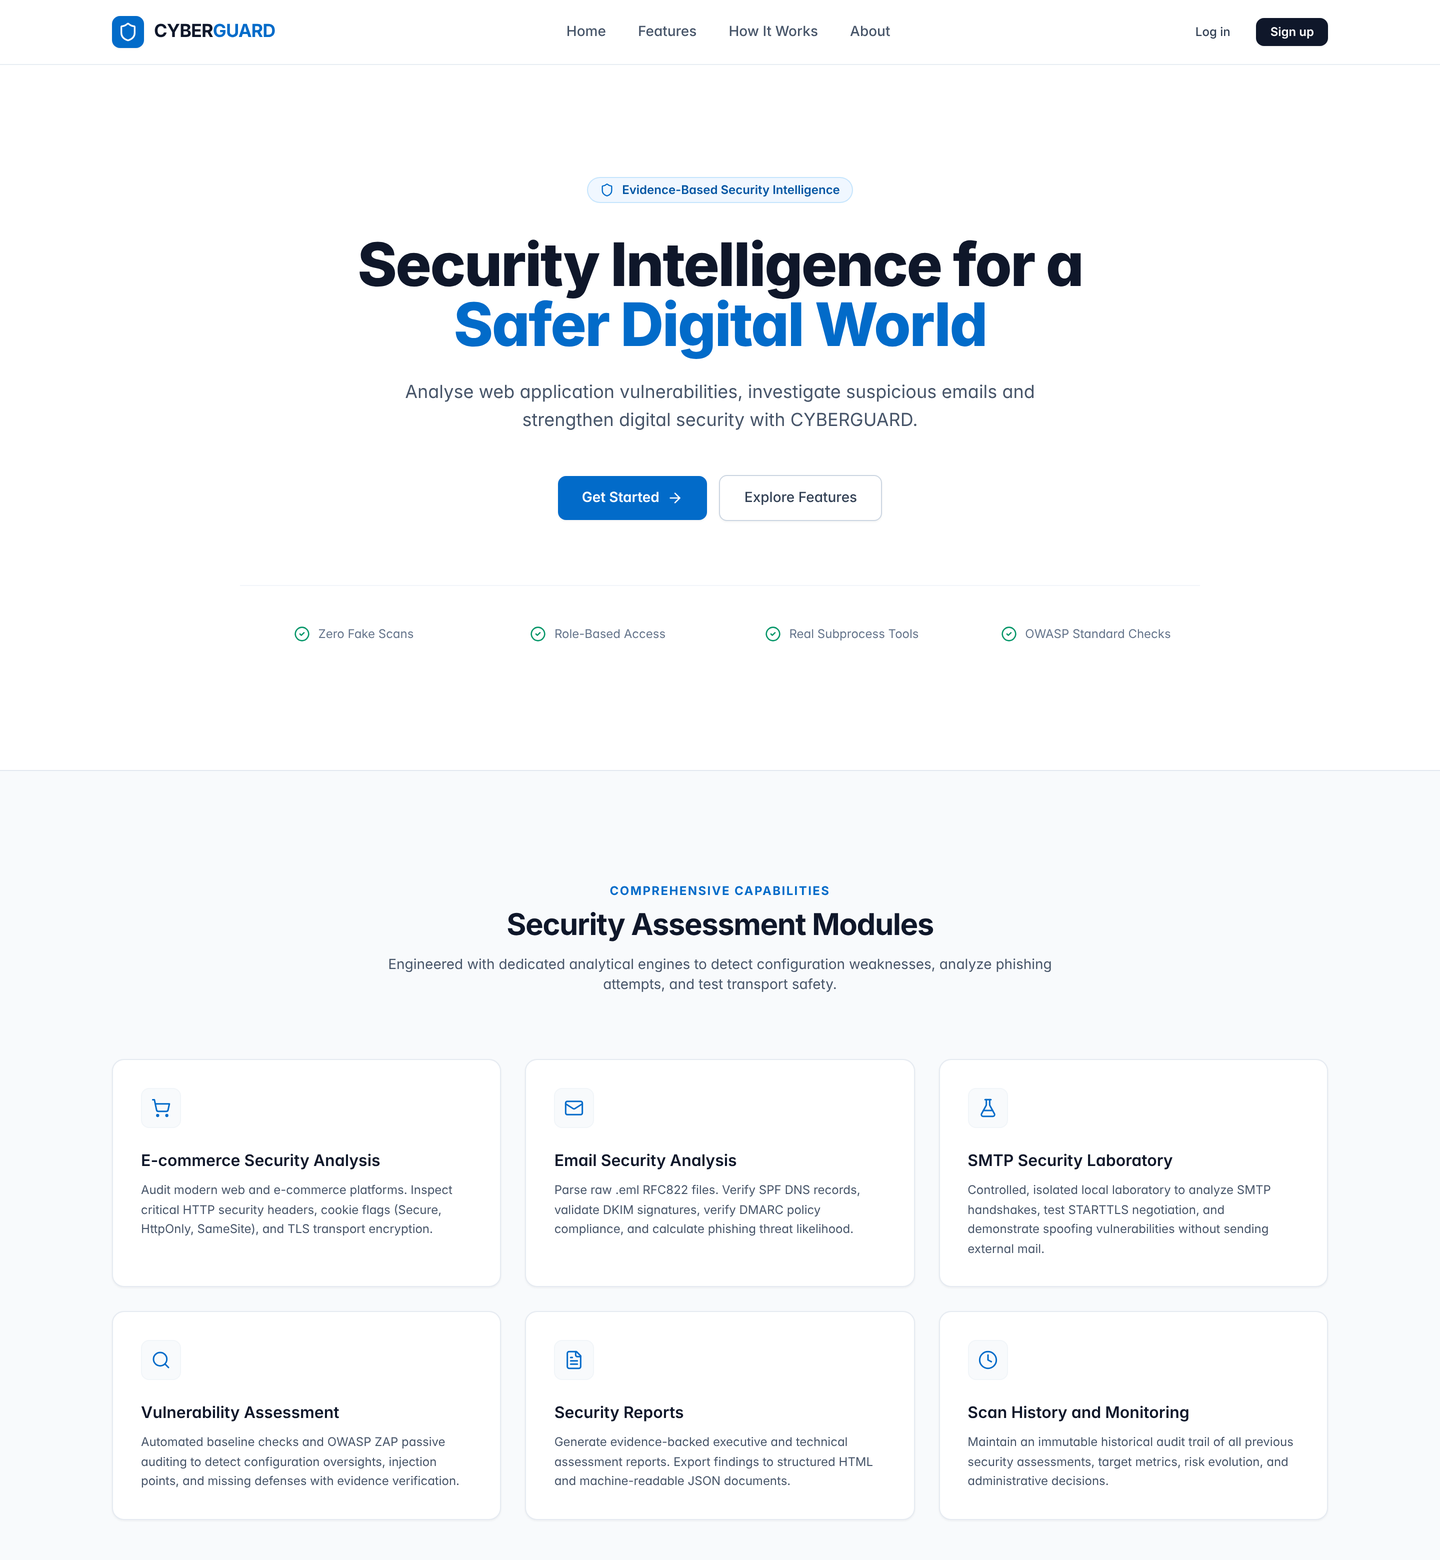 CYBERGUARD
Home
Features
How It Works
About
Log in
Sign up
Evidence-Based Security Intelligence
Security Intelligence for a
Safer Digital World
Analyse web application vulnerabilities, investigate suspicious emails and
strengthen digital security with CYBERGUARD.
Get Started
Explore Features
Zero Fake Scans
Role-Based Access
Real Subprocess Tools
OWASP Standard Checks
COMPREHENSIVE CAPABILITIES
Security Assessment Modules
Engineered with dedicated analytical engines to detect configuration weaknesses, analyze phishing
attempts, and test transport safety.
E-commerce Security Analysis
Audit modern web and e-commerce platforms. Inspect
critical HTTP security headers, cookie flags (Secure,
HttpOnly, SameSite), and TLS transport encryption.
Email Security Analysis
Parse raw .eml RFC822 files. Verify SPF DNS records,
validate DKIM signatures, verify DMARC policy
compliance, and calculate phishing threat likelihood.
SMTP Security Laboratory
Controlled, isolated local laboratory to analyze SMTP
handshakes, test STARTTLS negotiation, and
demonstrate spoofing vulnerabilities without sending
external mail.
Vulnerability Assessment
Automated baseline checks and OWASP ZAP passive
auditing to detect configuration oversights, injection
points, and missing defenses with evidence verification.
Security Reports
Generate evidence-backed executive and technical
assessment reports. Export findings to structured HTML
and machine-readable JSON documents.
Scan History and Monitoring
Maintain an immutable historical audit trail of all previous
security assessments, target metrics, risk evolution, and
administrative decisions.